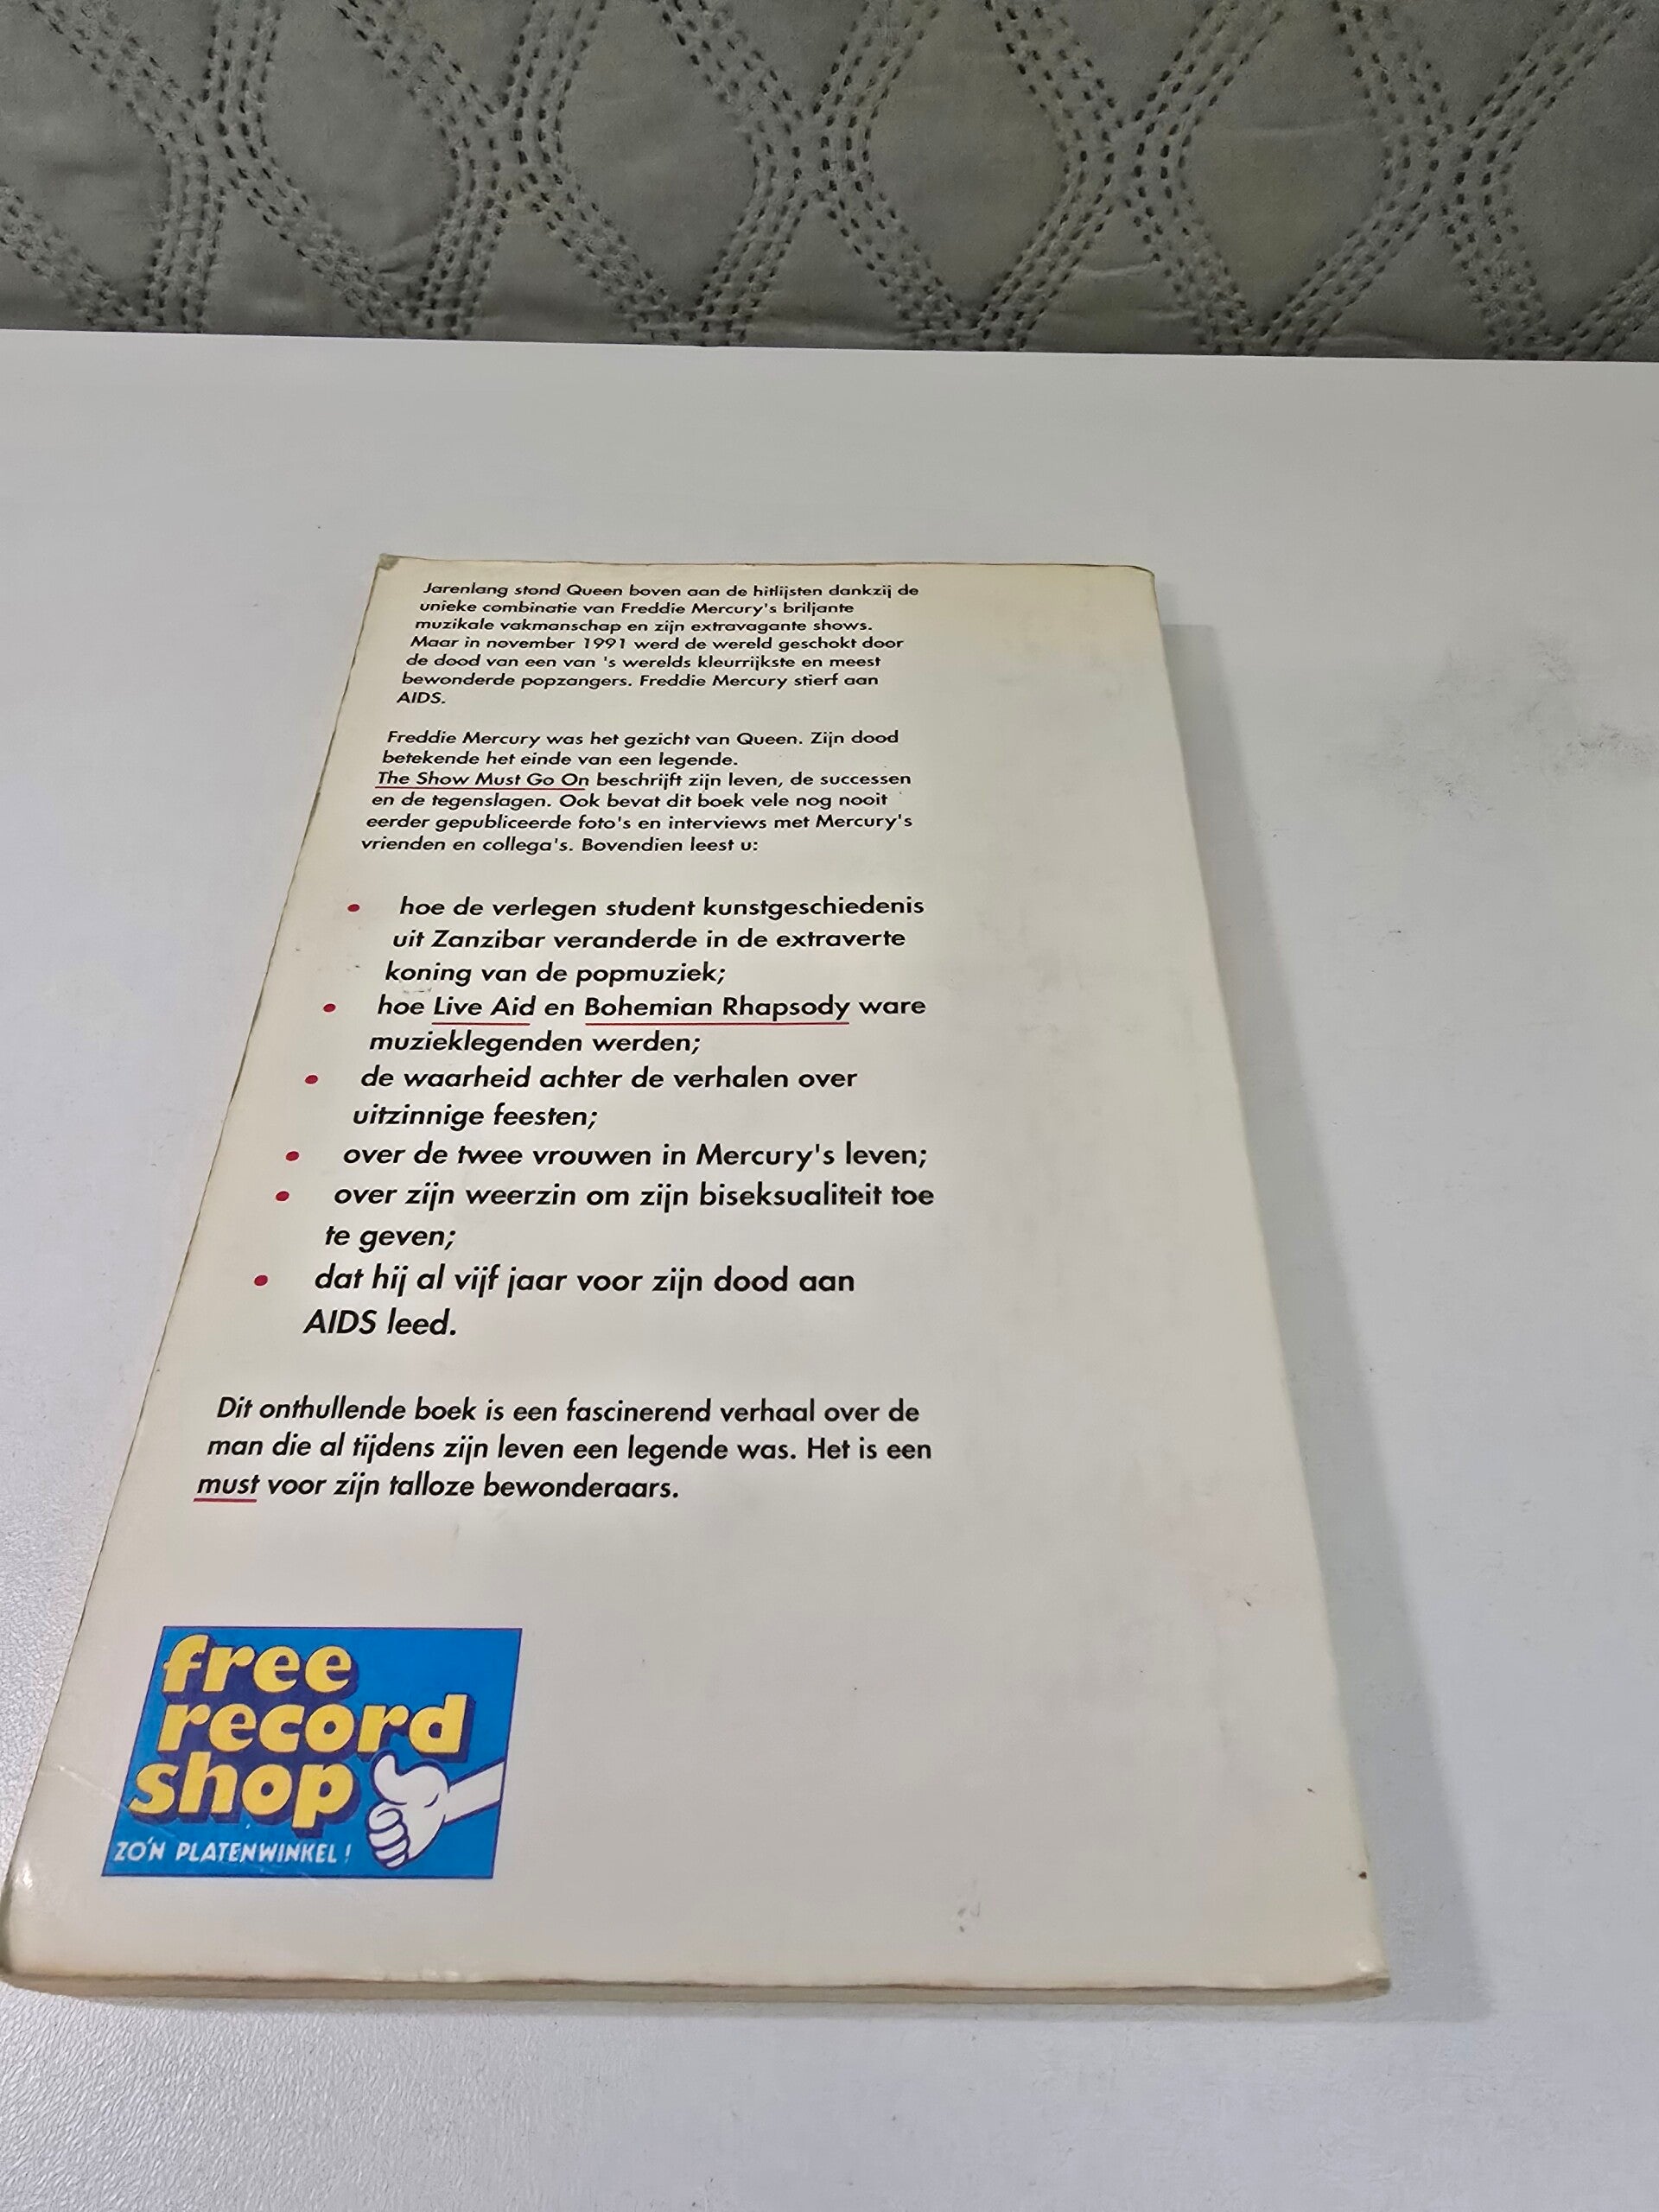 Jarenlang stond Queen boven aan de hitlijsten dankzij de
unieke combinatie van Freddie Mercury's briljante
muzikale vakmanschap en zijn extravagante shows.
Maar in november 1991 werd de wereld geschokt door
de dood van een van 's werelds kleurrijkste en meest
bewonderde popzangers. Freddie Mercury stierf aan
AIDS.
Freddie Mercury was het gezicht van Queen. Zijn dood
betekende het einde van een legende.
The Show Must Go On beschrijft zijn leven, de successen
en de tegenslagen. Ook bevat dit boek vele nog nooit
eerder gepubliceerde foto's en interviews met Mercury's
vrienden en collega's. Bovendien leest u:
• hoe de verlegen student kunstgeschiedenis
uit Zanzibar veranderde in de extraverte
koning van de popmuziek;
• hoe Live Aid en Bohemian Rhapsody ware
muzieklegenden werden;
• de waarheid achter de verhalen over
uitzinnige feesten;
• over de twee vrouwen in Mercury's leven;
• over zijn weerzin om zijn biseksualiteit toe
te geven;
• dat hij al vijf jaar voor zijn dood aan
AIDS leed.
Dit onthullende boek is een fascinerend verhaal over de
man die al tijdens zijn leven een legende was. Het is een
must voor zijn talloze bewonderaars.
free
record
shop
ZO'N PLATENWINKEL!